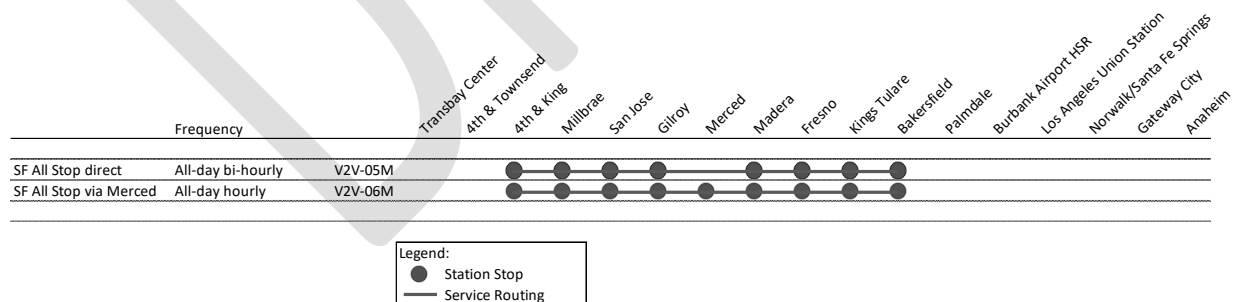 Frequency
Transbay Center
4th & Townsend
4th & King
Millbrae
San Jose
Gilroy
Merced
Madera
Fresno
Kings Tulare
Bakersfield
Palmdale
Burbank Airport HSR
Los Angeles Union Station
Norwalk/Santa Fe Springs
Gateway City
Anaheim
SF All Stop direct All-day bi-hourly V2V-05M
SF All Stop via Merced All-day hourly V2V-06M
Legend:
Station Stop
Service Routing